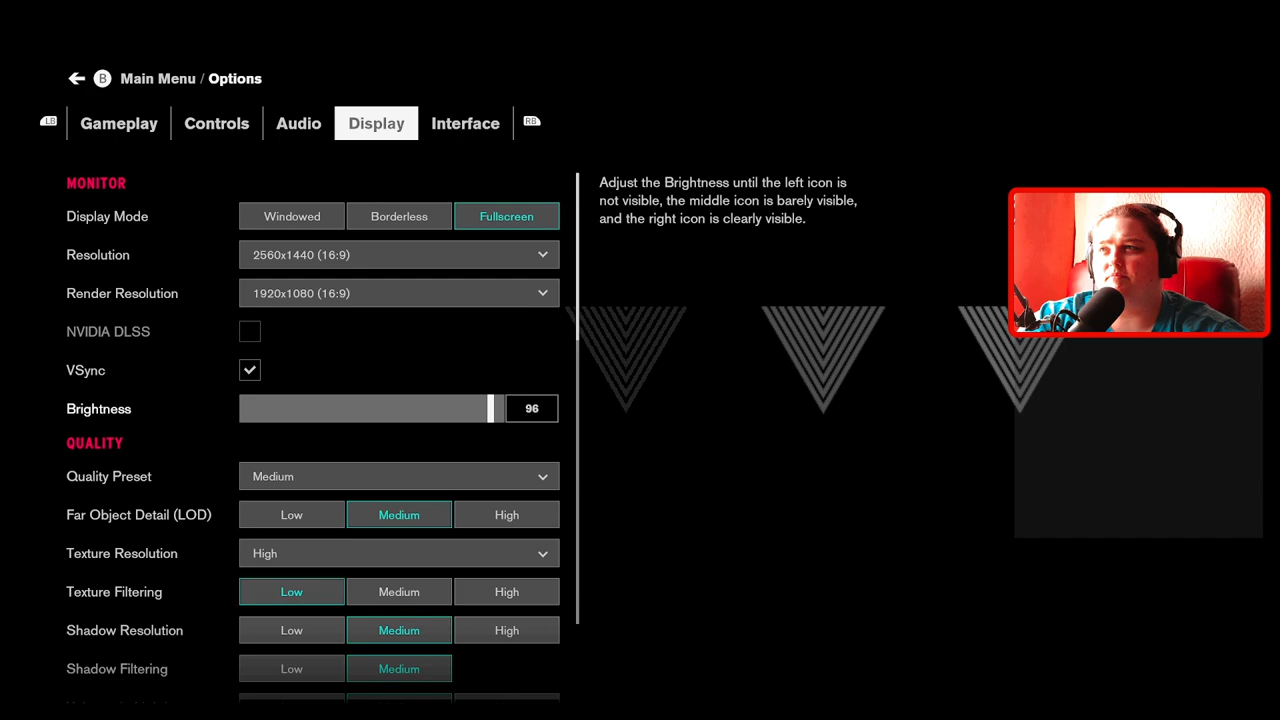 B Main Menu / Options
LB Gameplay Controls Audio Display Interface RB
MONITOR
Display Mode Windowed Borderless Fullscreen
Resolution 2560x1440 (16:9)
Render Resolution 1920x1080 (16:9)
NVIDIA DLSS
VSync
Brightness 96
QUALITY
Quality Preset Medium
Far Object Detail (LOD) Low Medium High
Texture Resolution High
Texture Filtering Low Medium High
Shadow Resolution Low Medium High
Shadow Filtering Low Medium
Adjust the Brightness until the left icon is
not visible, the middle icon is barely visible,
and the right icon is clearly visible.